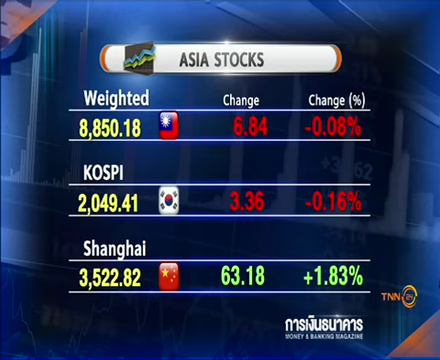 ASIA STOCKS
Weighted Change Change (%)
8,850.18 6.84 -0.08%
KOSPI
2,049.41 3.36 -0.16%
Shanghai
3,522.82 63.18 +1.83%
TNN 24
การเงินธนาคาร
MONEY & BANKING MAGAZINE